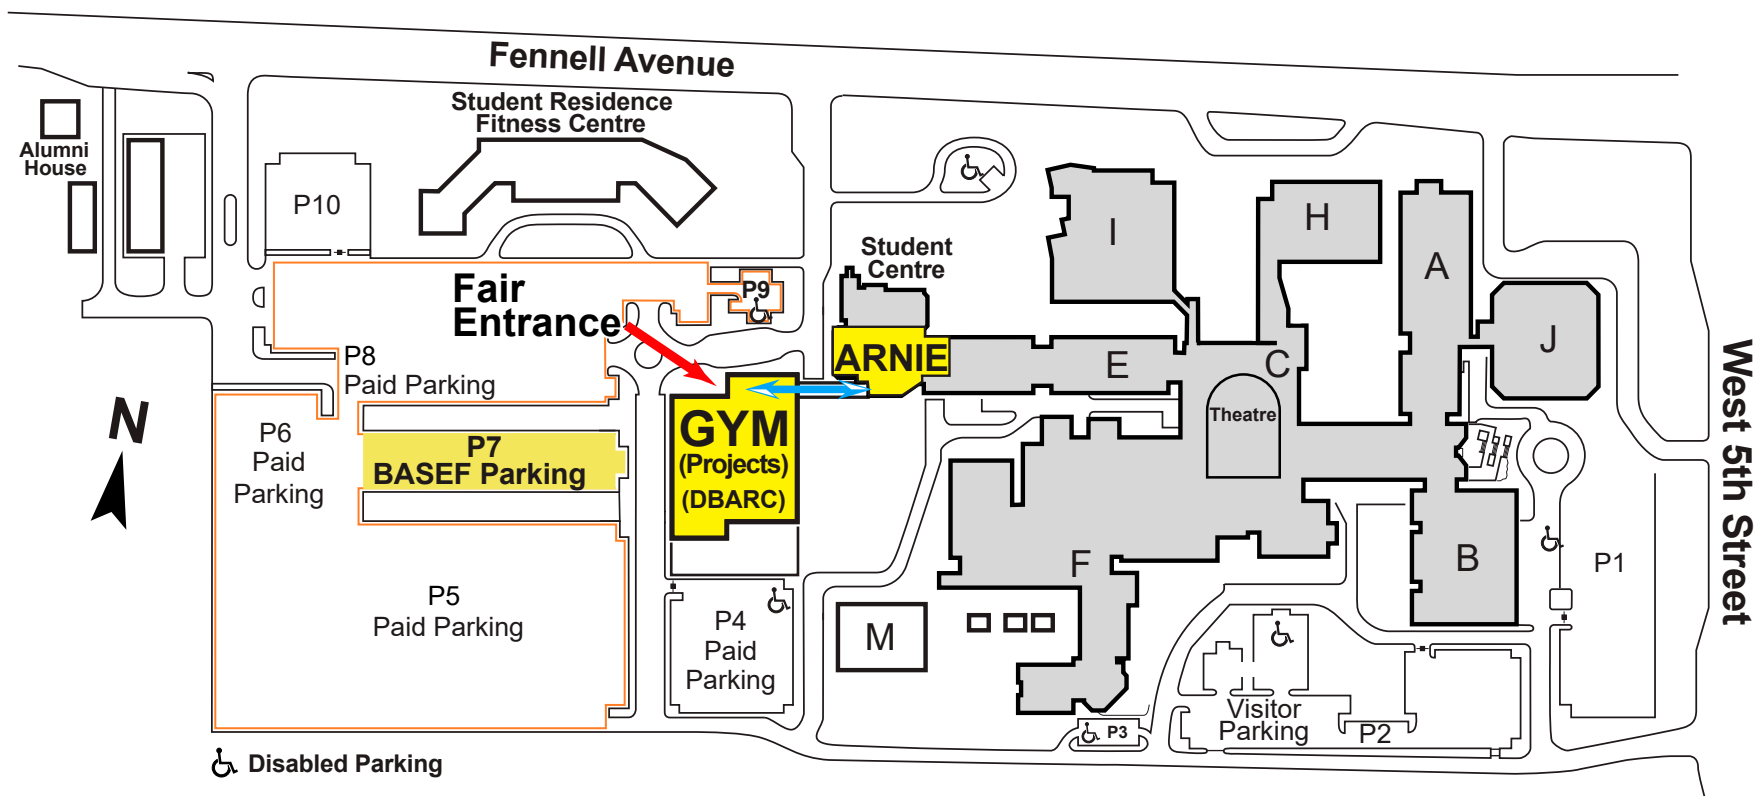 Fennell Avenue
Student Residence
Fitness Centre
Alumni
House
P10
Student
Centre
I
H
A
Fair
Entrance
P9
P8
Paid Parking
ARNIE
E
C
J
Theatre
West 5th Street
N
P6
Paid
Parking
P7
BASEF Parking
GYM
(Projects)
(DBARC)
F
B
P1
P5
Paid Parking
P4
Paid
Parking
M
Visitor
Parking
P2
P3
Disabled Parking